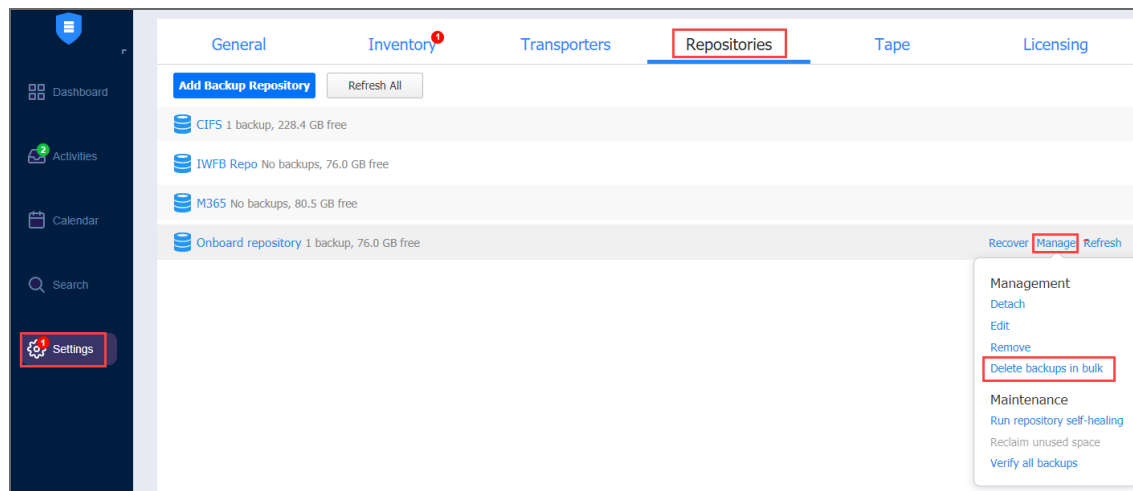 General Inventory 1 Transporters Repositories Tape Licensing
Add Backup Repository Refresh All
Dashboard
CIFS 1 backup, 228.4 GB free
2
Activities
IWFB Repo No backups, 76.0 GB free
M365 No backups, 80.5 GB free
Calendar
Onboard repository 1 backup, 76.0 GB free Recover Manage Refresh
Search
Management
Detach
Edit
1
Settings
Remove
Delete backups in bulk
Maintenance
Run repository self-healing
Reclaim unused space
Verify all backups